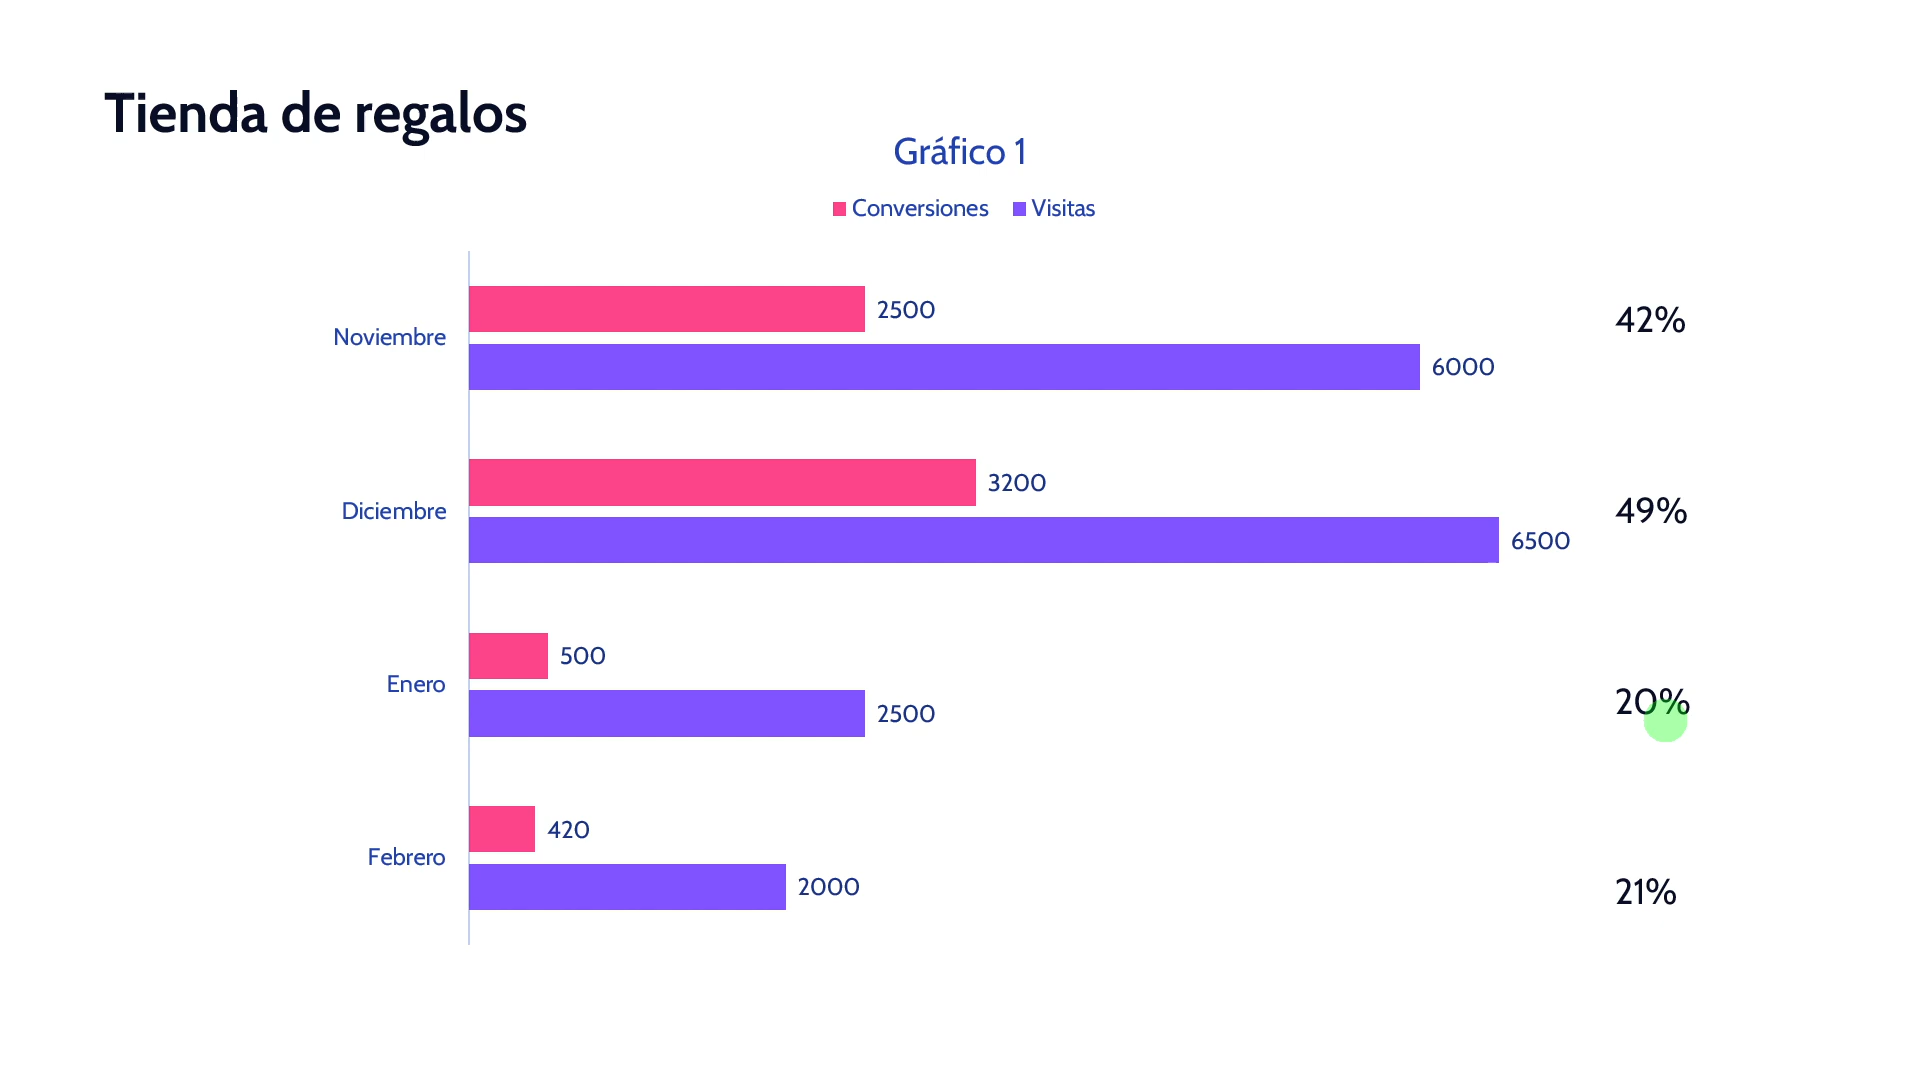 Tienda de regalos
Gráfico 1
Conversiones Visitas
Noviembre
2500
6000
42%
Diciembre
3200
6500
49%
Enero
500
2500
20%
Febrero
420
2000
21%